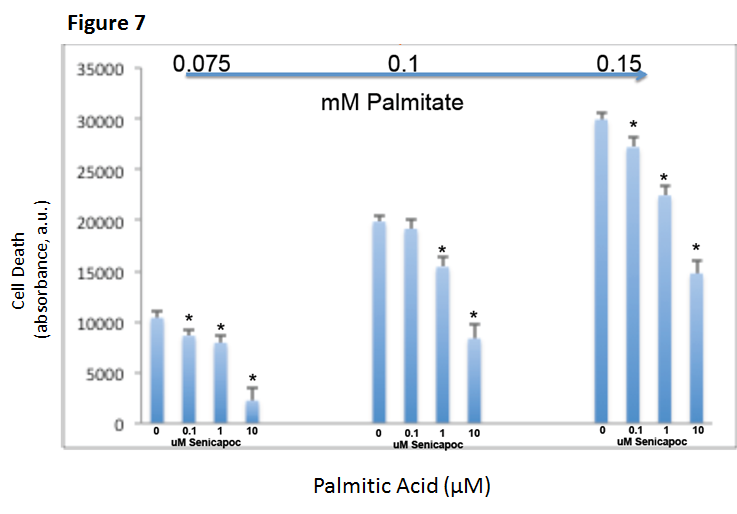 Figure 7
0.075 0.1 0.15
mM Palmitate
35000
30000
25000
20000
15000
10000
5000
0
Cell Death
(absorbance, a.u.)
* * *
* *
* * *
0 0.1 1 10 0 0.1 1 10 0 0.1 1 10
uM Senicapoc uM Senicapoc uM Senicapoc
Palmitic Acid (μM)